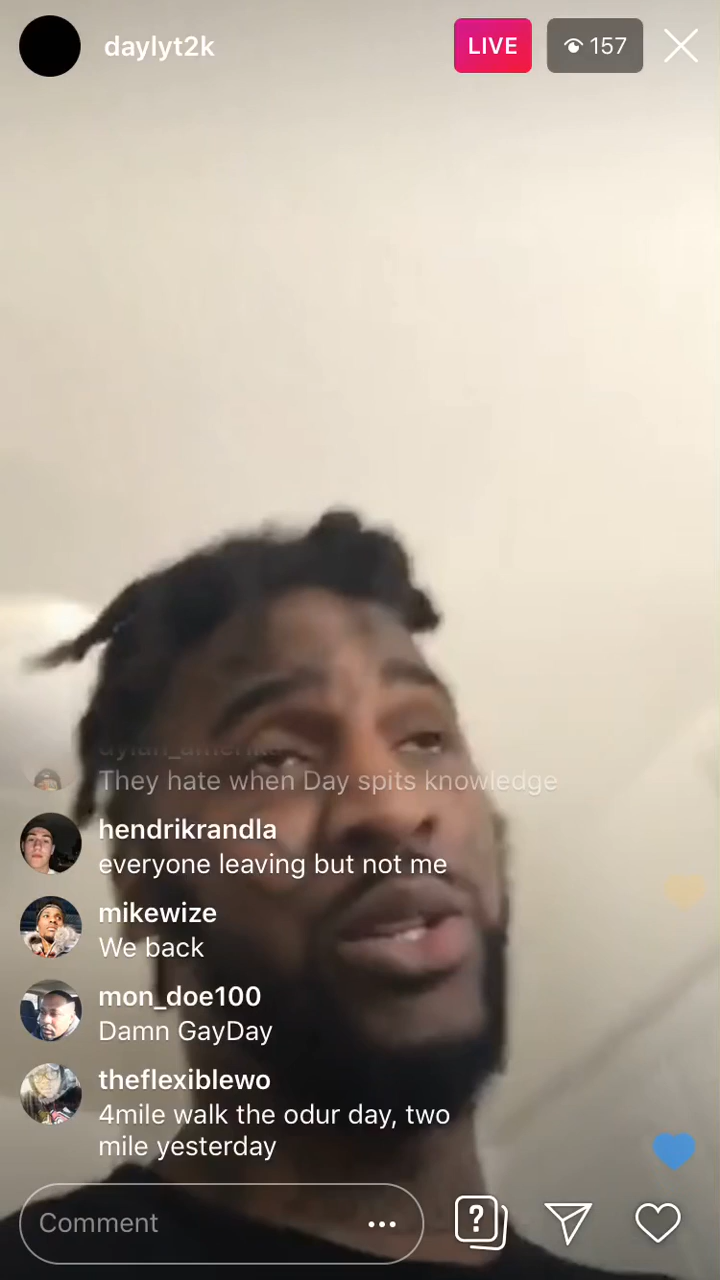 daylyt2k
LIVE
157
dylan_amerika
They hate when Day spits knowledge
hendrikrandla
everyone leaving but not me
mikewize
We back
mon_doe100
Damn GayDay
theflexiblewo
4mile walk the odur day, two
mile yesterday
Comment
?